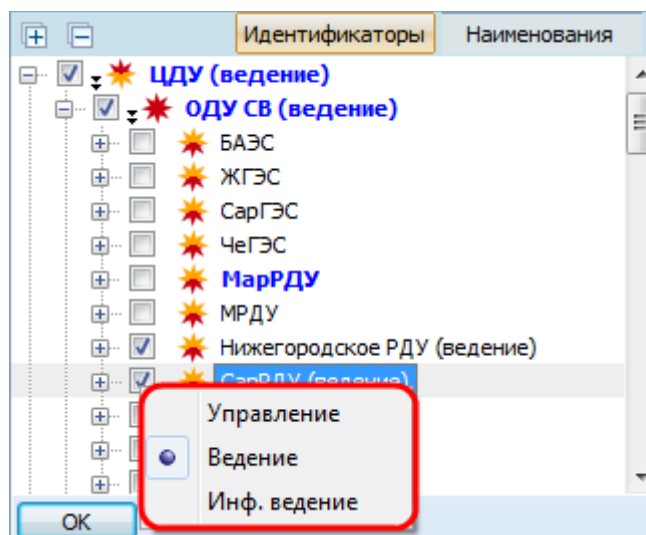 Идентификаторы Наименования
ЦДУ (ведение)
ОДУ СВ (ведение)
БАЭС
ЖГЭС
СарГЭС
ЧеГЭС
МарРДУ
МРДУ
Нижегородское РДУ (ведение)
СарРДУ (ведение)
Управление
Ведение
Инф. ведение
OK